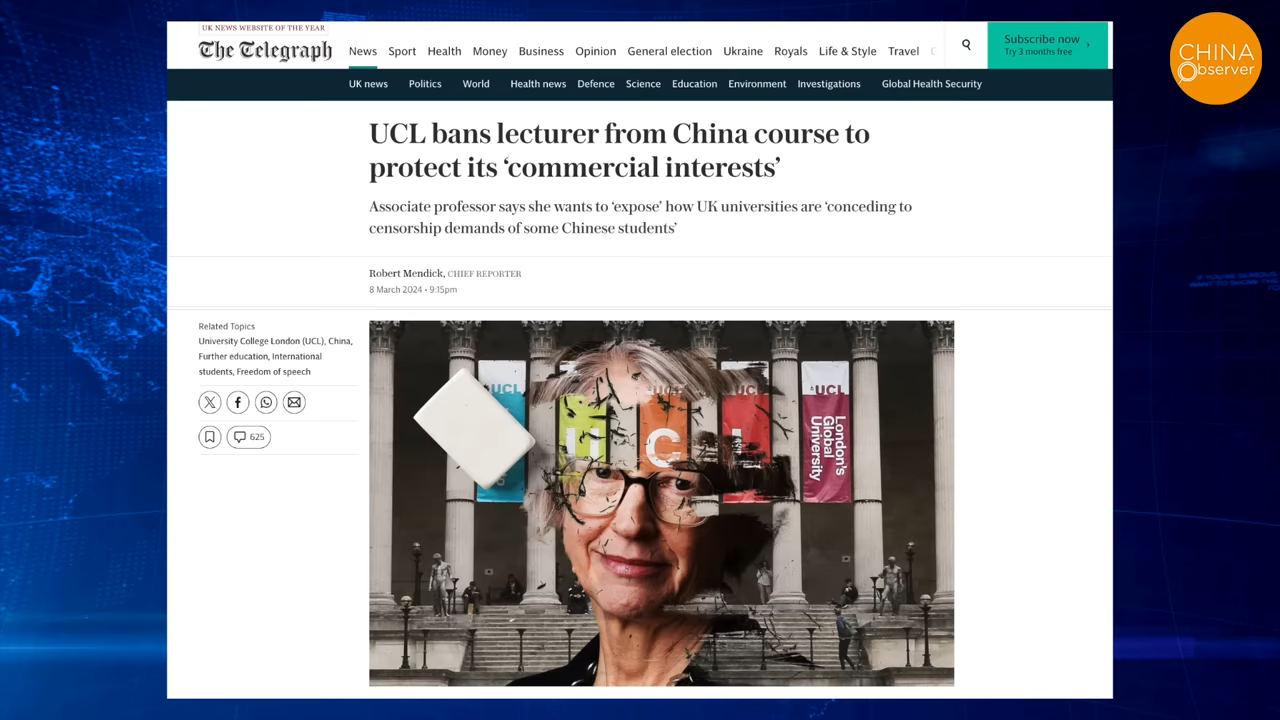 UK NEWS WEBSITE OF THE YEAR
The Telegraph
News Sport Health Money Business Opinion General election Ukraine Royals Life & Style Travel
Subscribe now
Try 3 months free
CHINA
Observer
UK news Politics World Health news Defence Science Education Environment Investigations Global Health Security
UCL bans lecturer from China course to
protect its ‘commercial interests’
Associate professor says she wants to ‘expose’ how UK universities are ‘conceding to
censorship demands of some Chinese students’
Robert Mendick, CHIEF REPORTER
8 March 2024 • 9:15pm
Related Topics
University College London (UCL), China,
Further education, International
students, Freedom of speech
625
UCL
UCL
UCL
U
C
L
London's
Global
University